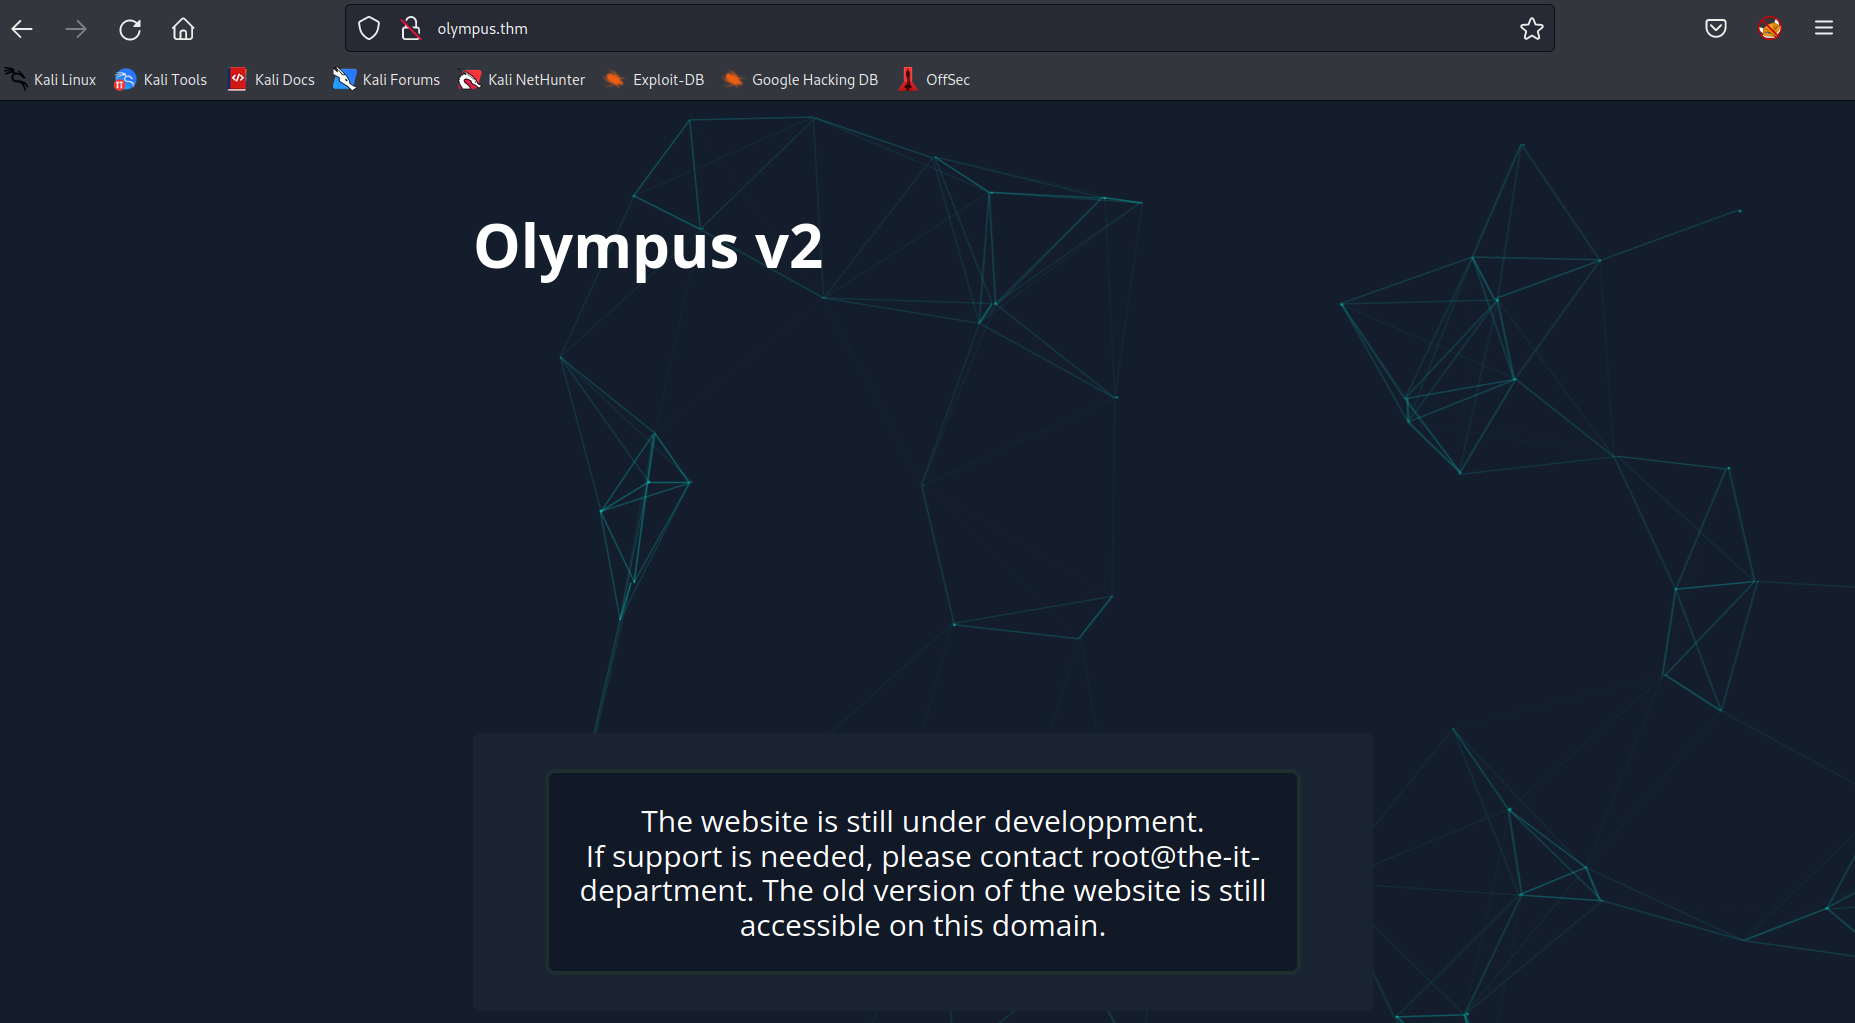 olympus.thm
Kali Linux Kali Tools Kali Docs Kali Forums Kali NetHunter Exploit-DB Google Hacking DB OffSec
Olympus v2
The website is still under developpment.
If support is needed, please contact root@the-it-
department. The old version of the website is still
accessible on this domain.